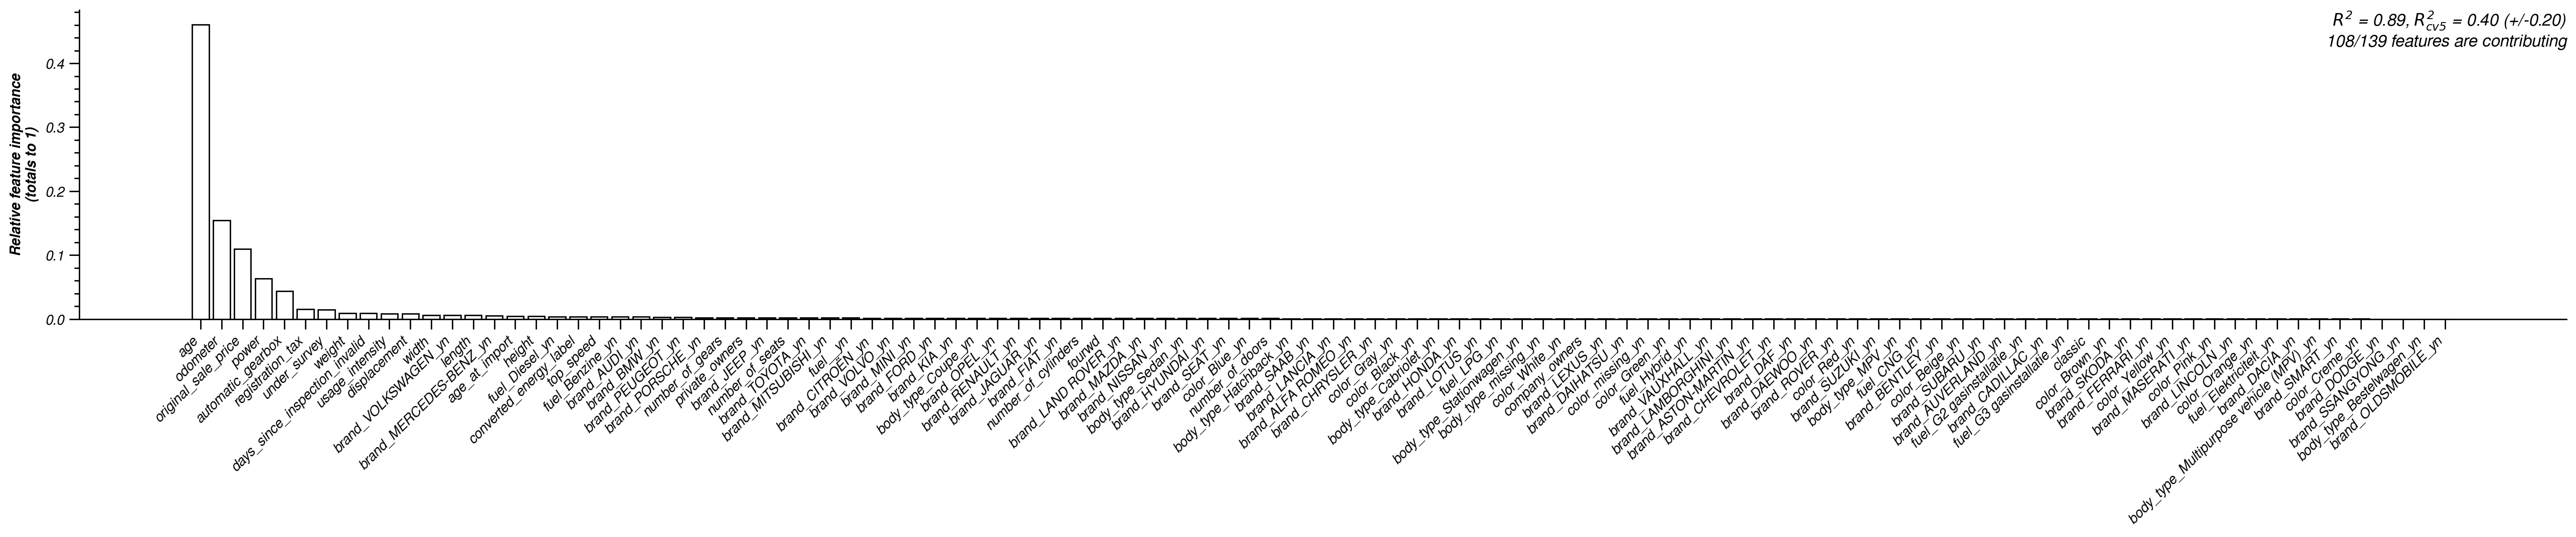 R² = 0.89, R²cv5 = 0.40 (+/-0.20)
108/139 features are contributing
Relative feature importance
(totals to 1)
0.4
0.3
0.2
0.1
0.0
age
odometer
original_sale_price
power
automatic_gearbox
registration_tax
under_survey
weight
days_since_inspection_invalid
usage_intensity
displacement
width
brand_VOLKSWAGEN_yn
length
brand_MERCEDES-BENZ_yn
age_at_import
height
fuel_Diesel_yn
converted_energy_label
top_speed
fuel_Benzine_yn
brand_AUDI_yn
brand_BMW_yn
brand_PEUGEOT_yn
brand_PORSCHE_yn
number_of_gears
private_owners
brand_JEEP_yn
number_of_seats
brand_TOYOTA_yn
brand_MITSUBISHI_yn
fuel_yn
brand_CITROEN_yn
brand_VOLVO_yn
brand_MINI_yn
brand_FORD_yn
brand_KIA_yn
body_type_Coupe_yn
brand_OPEL_yn
brand_RENAULT_yn
brand_JAGUAR_yn
brand_FIAT_yn
number_of_cylinders
fourwd
brand_LAND ROVER_yn
brand_MAZDA_yn
brand_NISSAN_yn
body_type_Sedan_yn
brand_HYUNDAI_yn
brand_SEAT_yn
color_Blue_yn
number_of_doors
body_type_Hatchback_yn
brand_SAAB_yn
brand_LANCIA_yn
brand_ALFA ROMEO_yn
brand_CHRYSLER_yn
color_Gray_yn
color_Black_yn
body_type_Cabriolet_yn
brand_HONDA_yn
brand_LOTUS_yn
fuel_LPG_yn
body_type_Stationwagen_yn
body_type_missing_yn
color_White_yn
company_owners
brand_LEXUS_yn
brand_DAIHATSU_yn
color_missing_yn
color_Green_yn
fuel_Hybrid_yn
brand_VAUXHALL_yn
brand_LAMBORGHINI_yn
brand_ASTON-MARTIN_yn
brand_CHEVROLET_yn
brand_DAF_yn
brand_DAEWOO_yn
brand_ROVER_yn
color_Red_yn
brand_SUZUKI_yn
body_type_MPV_yn
fuel_CNG_yn
brand_BENTLEY_yn
color_Beige_yn
brand_SUBARU_yn
brand_AUVERLAND_yn
fuel_G2 gasinstallatie_yn
brand_CADILLAC_yn
fuel_G3 gasinstallatie_yn
classic
color_Brown_yn
brand_SKODA_yn
brand_FERRARI_yn
color_Yellow_yn
brand_MASERATI_yn
color_Pink_yn
brand_LINCOLN_yn
color_Orange_yn
fuel_Elektriciteit_yn
brand_DACIA_yn
body_type_Multipurpose vehicle (MPV)_yn
brand_SMART_yn
color_Creme_yn
brand_DODGE_yn
brand_SSANGYONG_yn
body_type_Bestelwagen_yn
brand_OLDSMOBILE_yn